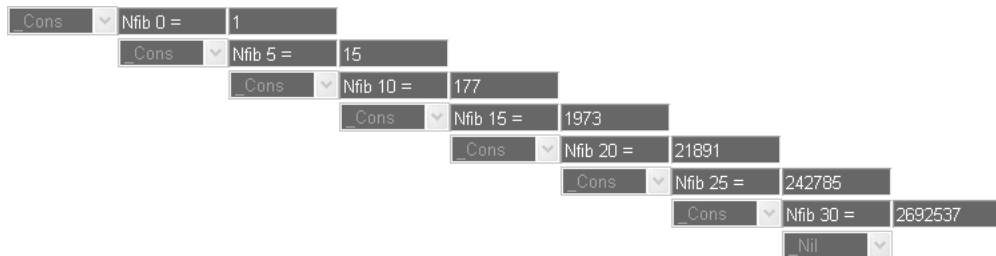 _Cons Nfib 0 = 1
_Cons Nfib 5 = 15
_Cons Nfib 10 = 177
_Cons Nfib 15 = 1973
_Cons Nfib 20 = 21891
_Cons Nfib 25 = 242785
_Cons Nfib 30 = 2692537
_Nil